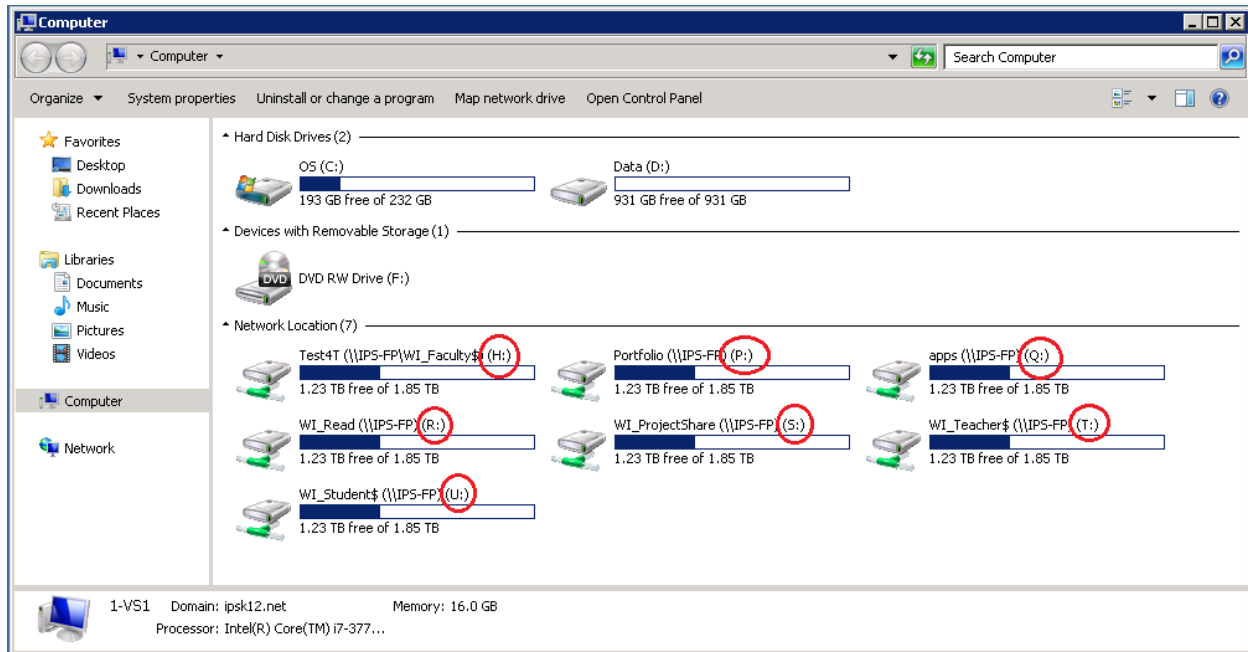 Computer
Computer
Search Computer
Organize System properties Uninstall or change a program Map network drive Open Control Panel
Favorites
Desktop
Downloads
Recent Places
Libraries
Documents
Music
Pictures
Videos
Computer
Network
Hard Disk Drives (2)
OS (C:)
193 GB free of 232 GB
Data (D:)
931 GB free of 931 GB
Devices with Removable Storage (1)
DVD
DVD RW Drive (F:)
Network Location (7)
Test4T (\\IPS-FP\WI_Faculty$) (H:)
1.23 TB free of 1.85 TB
Portfolio (\\IPS-FP) (P:)
1.23 TB free of 1.85 TB
apps (\\IPS-FP) (Q:)
1.23 TB free of 1.85 TB
WI_Read (\\IPS-FP) (R:)
1.23 TB free of 1.85 TB
WI_ProjectShare (\\IPS-FP) (S:)
1.23 TB free of 1.85 TB
WI_Teacher$ (\\IPS-FP) (T:)
1.23 TB free of 1.85 TB
WI_Student$ (\\IPS-FP) (U:)
1.23 TB free of 1.85 TB
1-VS1 Domain: ipsk12.net Memory: 16.0 GB
Processor: Intel(R) Core(TM) i7-377...